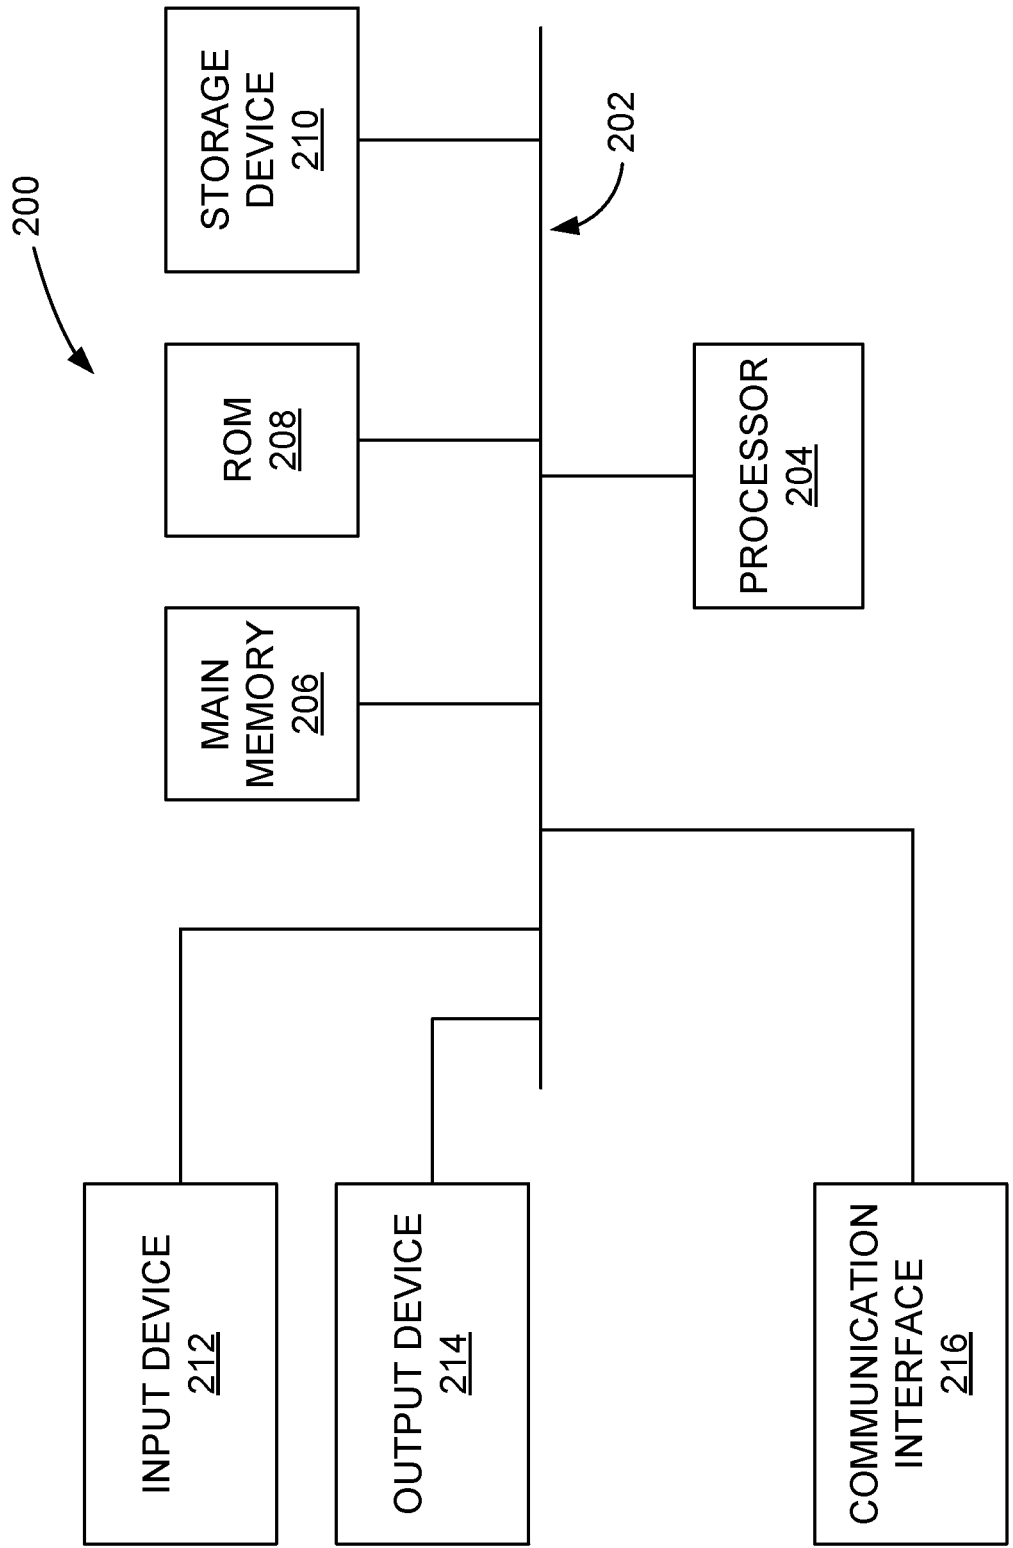 200
INPUT DEVICE
212
MAIN
MEMORY
206
ROM
208
STORAGE
DEVICE
210
OUTPUT DEVICE
214
202
PROCESSOR
204
COMMUNICATION
INTERFACE
216